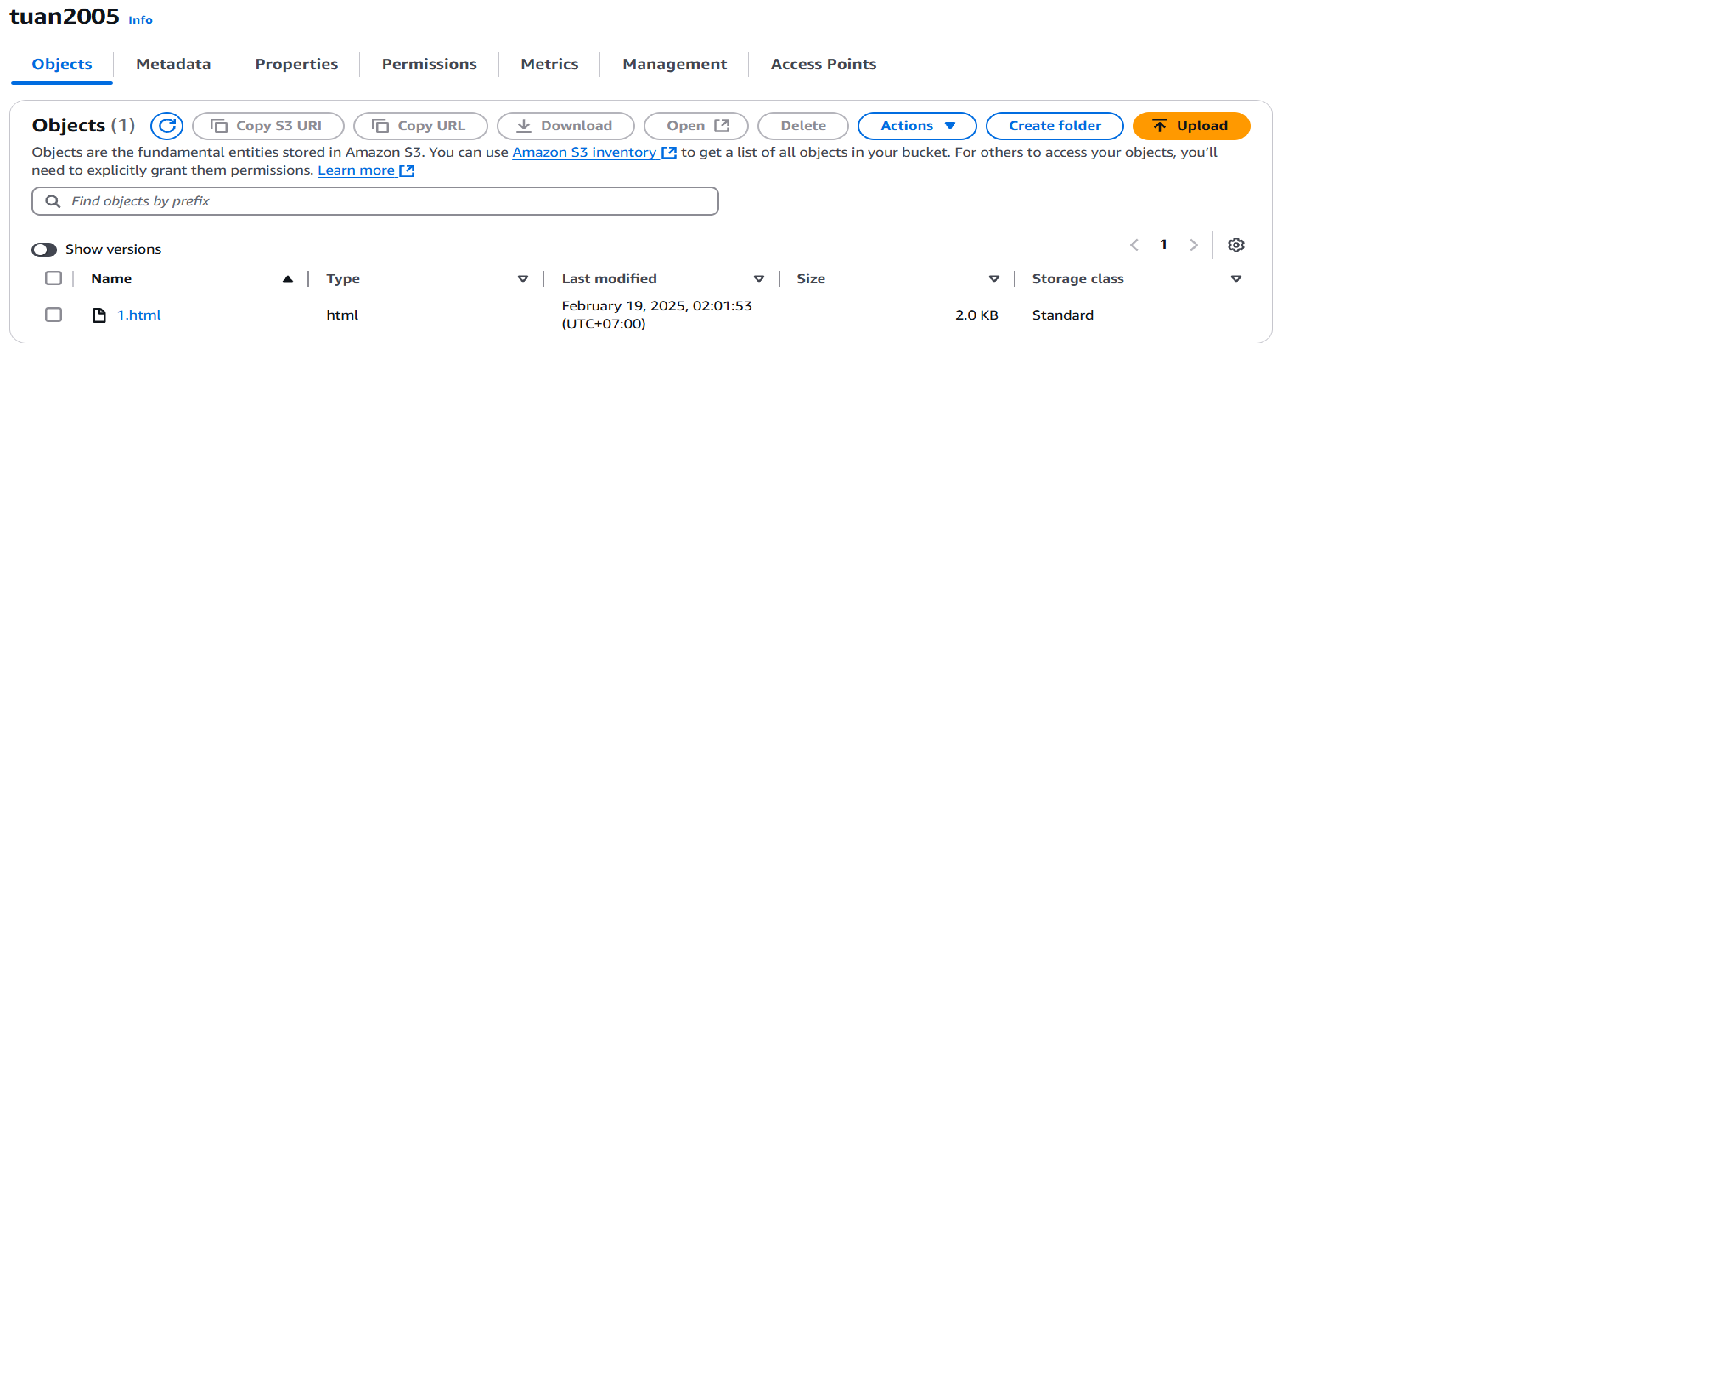 tuan2005 Info
Objects Metadata Properties Permissions Metrics Management Access Points
Objects (1) Copy S3 URI Copy URL Download Open Delete Actions Create folder Upload
Objects are the fundamental entities stored in Amazon S3. You can use Amazon S3 inventory to get a list of all objects in your bucket. For others to access your objects, you'll
need to explicitly grant them permissions. Learn more
Find objects by prefix
Show versions
1
Name Type Last modified Size Storage class
1.html html February 19, 2025, 02:01:53 2.0 KB Standard
(UTC+07:00)